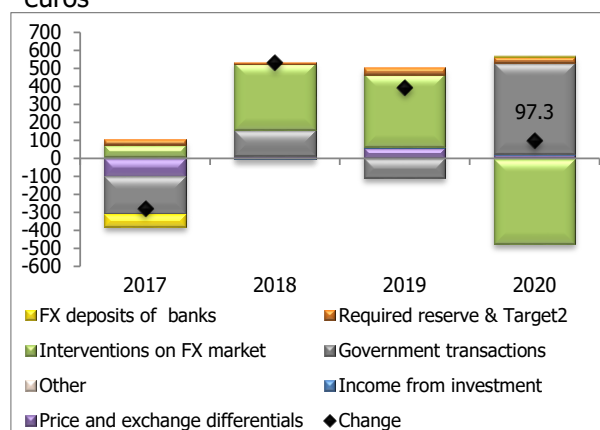 Euros
700
600
500
400
300
200
100
0
-100
-200
-300
-400
-500
-600
97.3
2017 2018 2019 2020
FX deposits of banks Required reserve & Target2
Interventions on FX market Government transactions
Other Income from investment
Price and exchange differentials Change